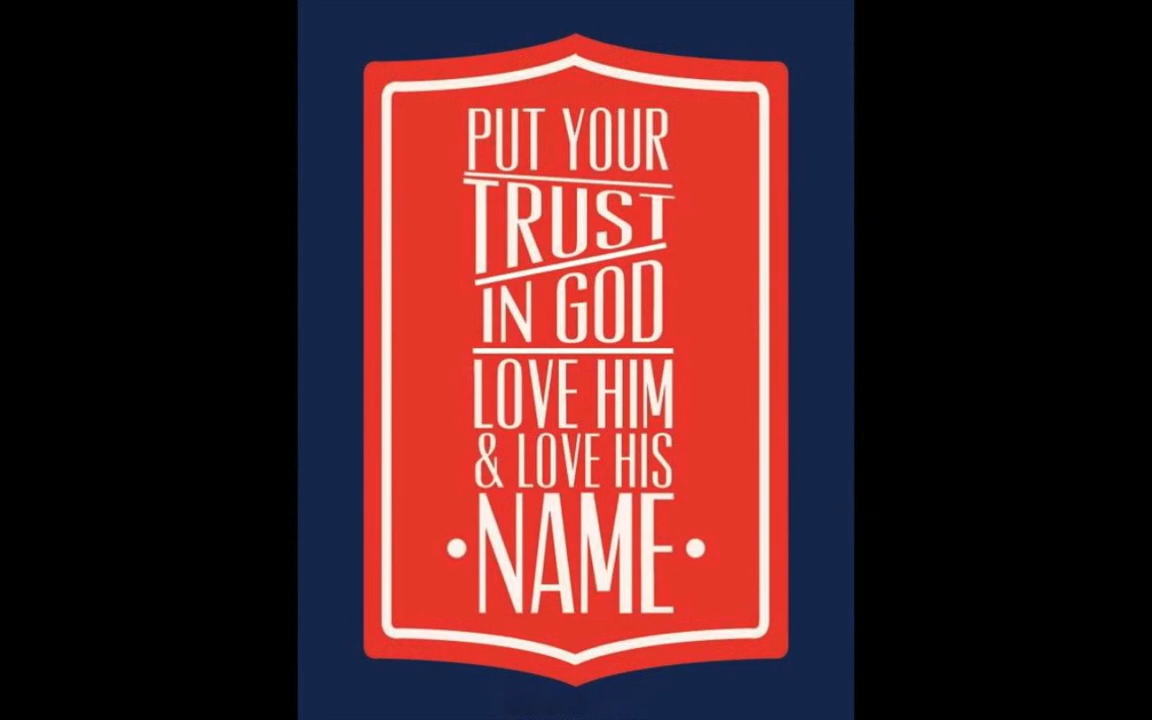 PUT YOUR
TRUST
IN GOD
LOVE HIM
& LOVE HIS
• NAME •